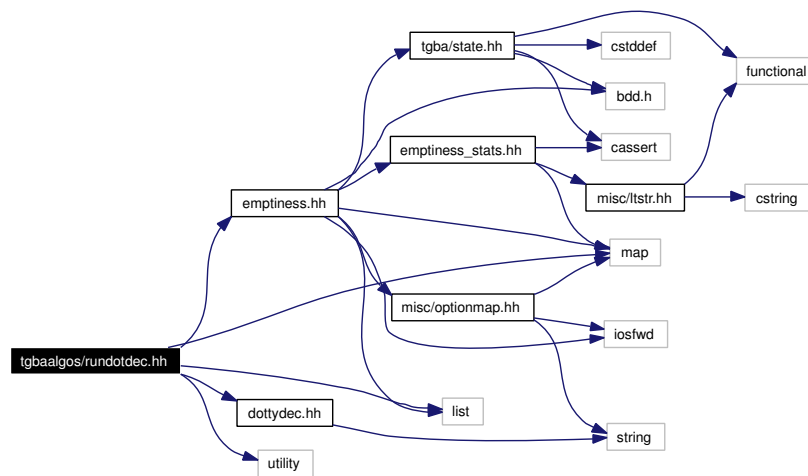 tgba/state.hh
cstddef
functional
bdd.h
emptiness_stats.hh
cassert
emptiness.hh
misc/ltstr.hh
cstring
map
misc/optionmap.hh
iosfwd
tgbaalgos/rundotdec.hh
dottydec.hh
list
string
utility